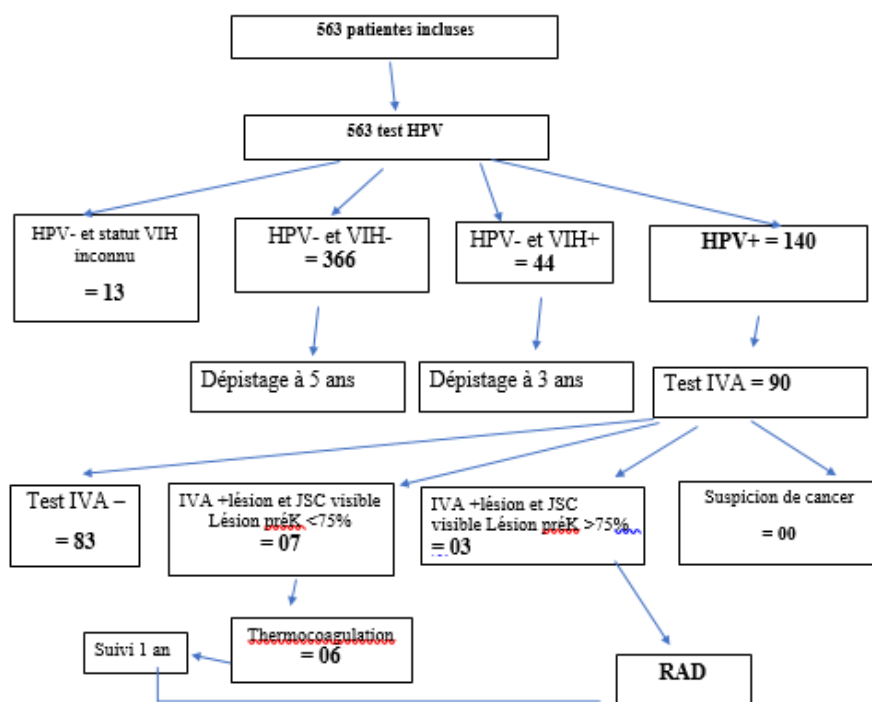 563 patientes incluses
563 test HPV
HPV- et statut VIH
inconnu
= 13
HPV- et VIH-
= 366
HPV- et VIH+
= 44
HPV+ = 140
Dépistage à 5 ans
Dépistage à 3 ans
Test IVA = 90
Test IVA –
= 83
IVA +lésion et JSC visible
Lésion préK <75%
= 07
IVA +lésion et JSC
visible Lésion préK >75%
= 03
Suspicion de cancer
= 00
Suivi 1 an
Thermocoagulation
= 06
RAD